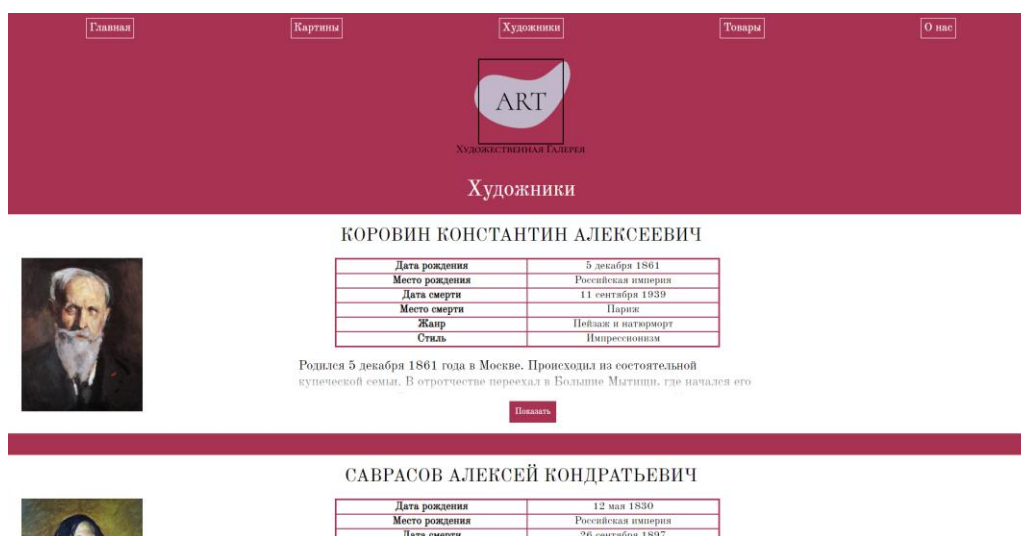 Главная Картины Художники Товары О нас
ART
Художественная Галерея
Художники
КОРОВИН КОНСТАНТИН АЛЕКСЕЕВИЧ
Дата рождения 5 декабря 1861
Место рождения Российская империя
Дата смерти 11 сентября 1939
Место смерти Париж
Жанр Пейзаж и натюрморт
Стиль Импрессионизм
Родился 5 декабря 1861 года в Москве. Происходил из состоятельной
купеческой семьи. В отротчестве переехал в Большие Мытищи, где начался его
Показать
САВРАСОВ АЛЕКСЕЙ КОНДРАТЬЕВИЧ
Дата рождения 12 мая 1830
Место рождения Российская империя
Дата смерти 26 сентября 1897